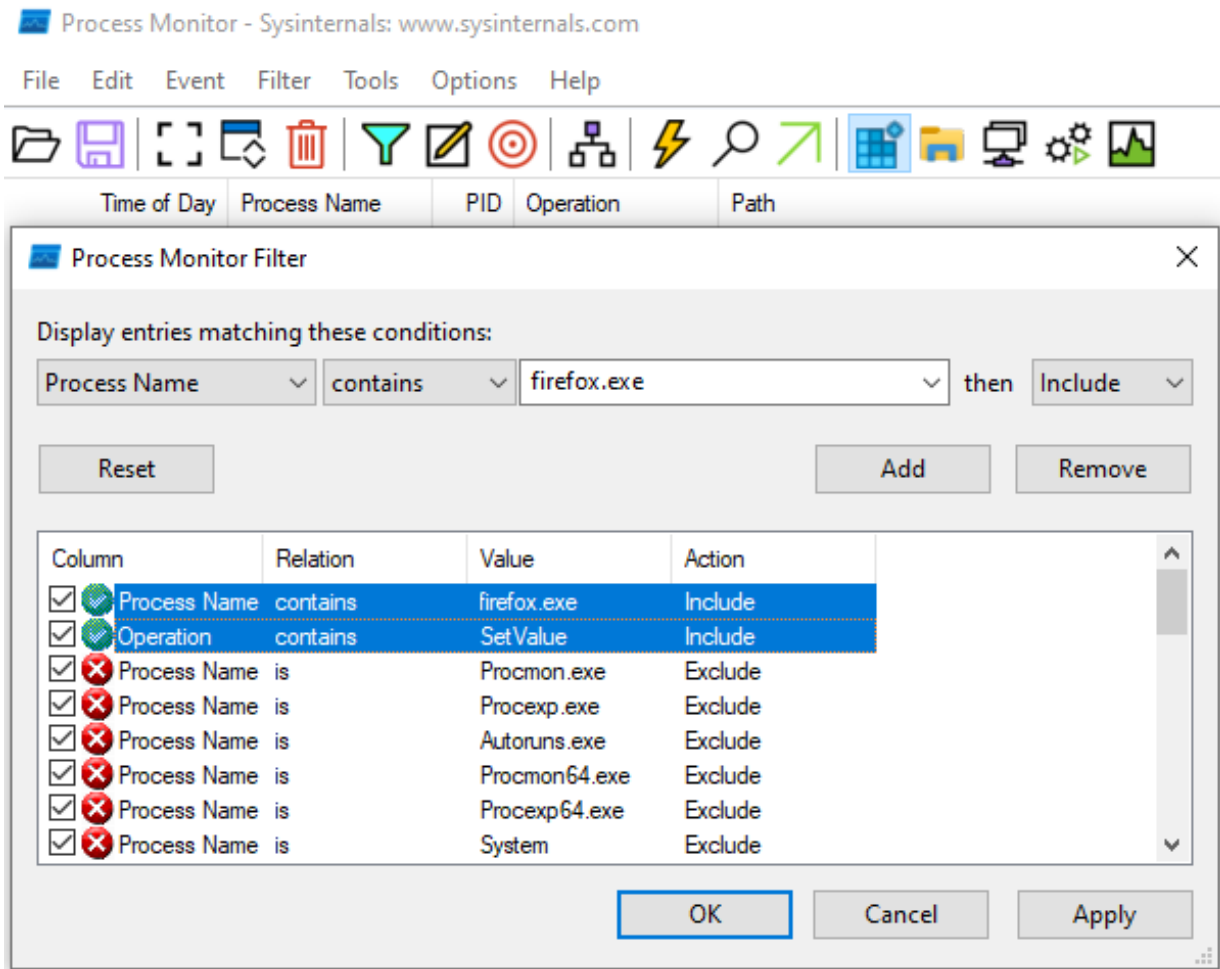 Process Monitor - Sysinternals: www.sysinternals.com
File Edit Event Filter Tools Options Help
Time of Day Process Name PID Operation Path
Process Monitor Filter
Display entries matching these conditions:
Process Name contains firefox.exe then Include
Reset Add Remove
Column Relation Value Action
Process Name contains firefox.exe Include
Operation contains SetValue Include
Process Name is Procmon.exe Exclude
Process Name is Procexp.exe Exclude
Process Name is Autoruns.exe Exclude
Process Name is Procmon64.exe Exclude
Process Name is Procexp64.exe Exclude
Process Name is System Exclude
OK Cancel Apply